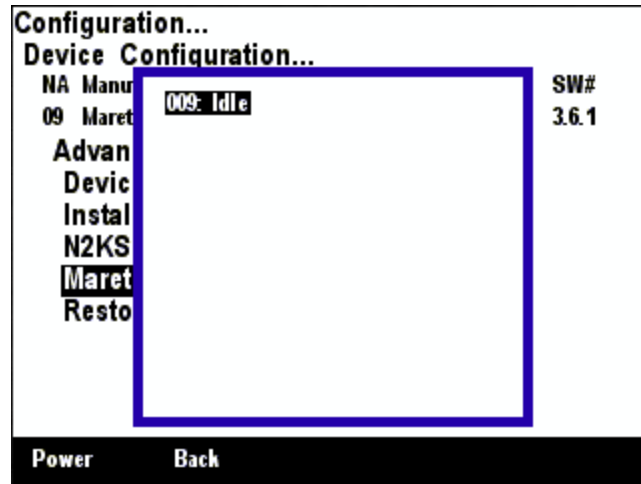 Configuration...
Device Configuration...
NA Manu SW#
09 Maret 3.6.1
009: Idle
Advan
Devic
Instal
N2KS
Maret
Resto
Power Back